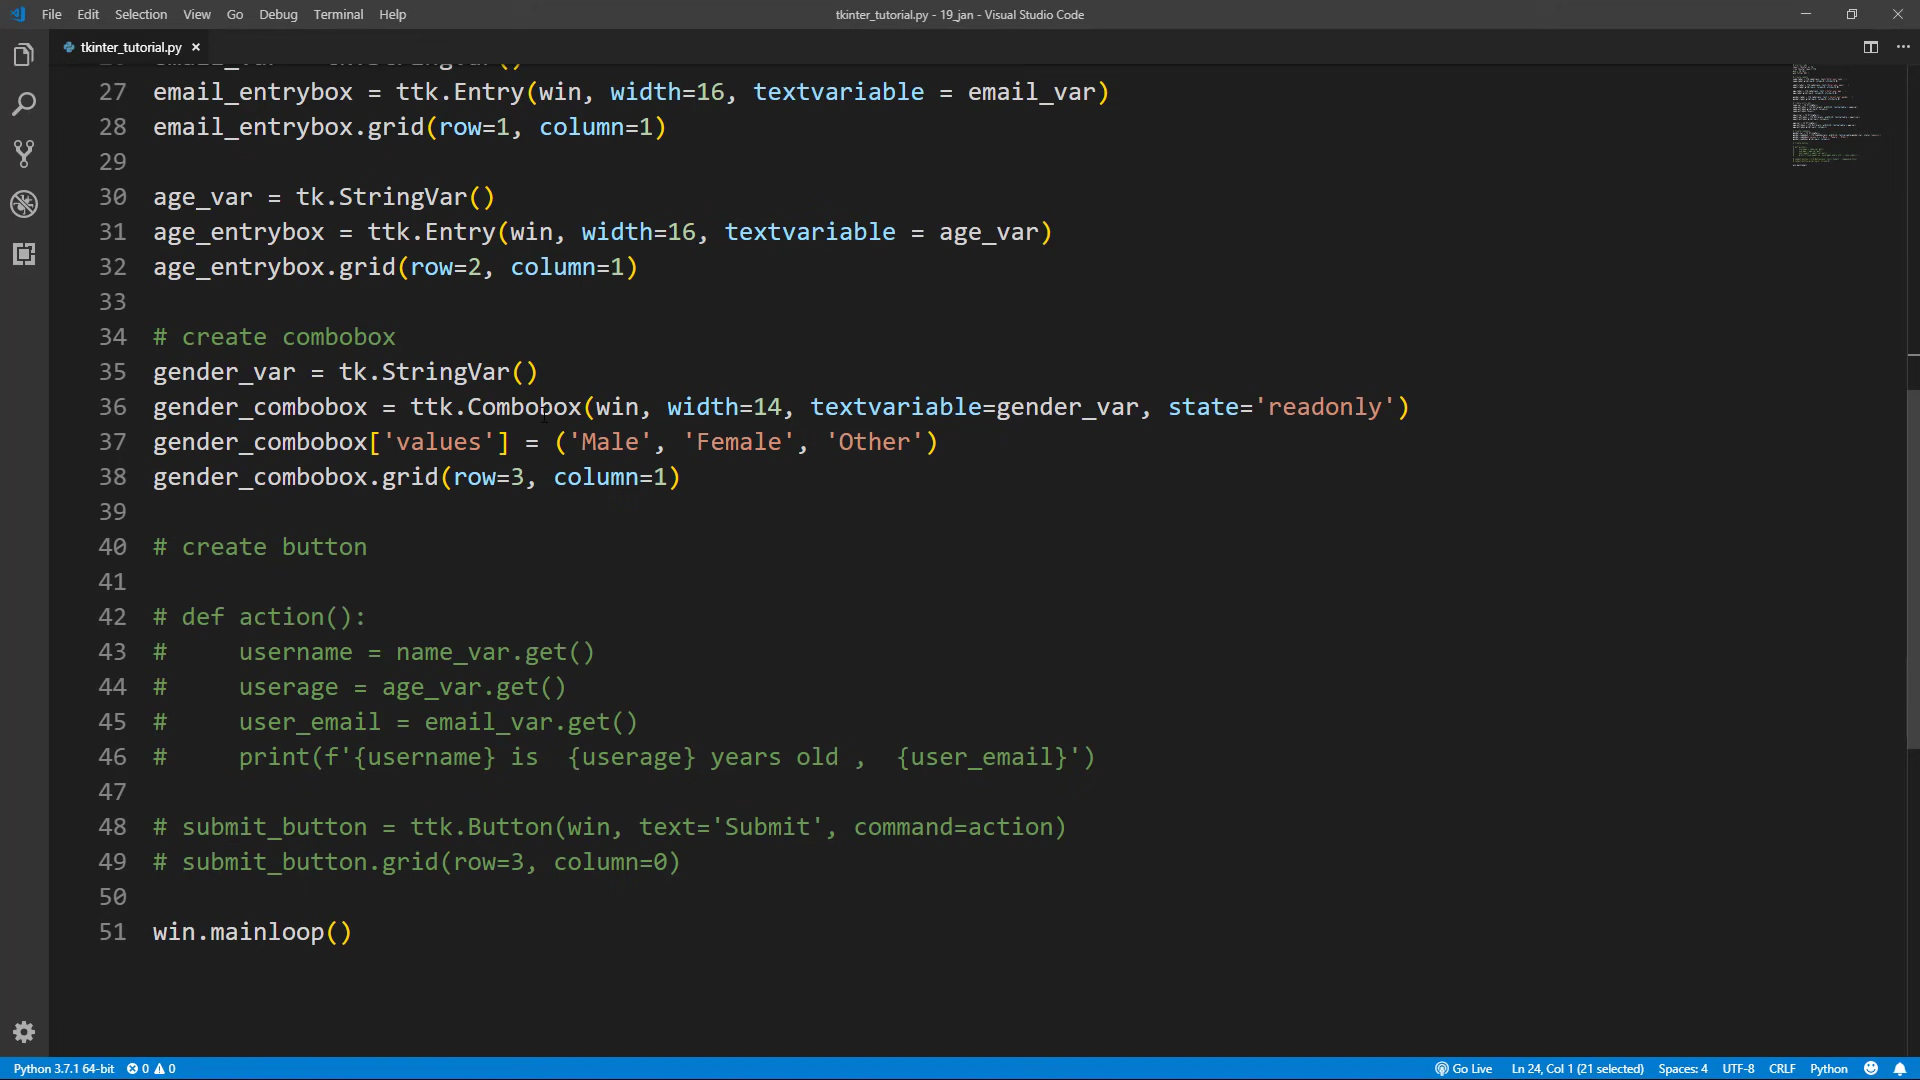 File Edit Selection View Go Debug Terminal Help
tkinter_tutorial.py - 19_jan - Visual Studio Code
tkinter_tutorial.py ×
27 email_entrybox = ttk.Entry(win, width=16, textvariable = email_var)
28 email_entrybox.grid(row=1, column=1)
29
30 age_var = tk.StringVar()
31 age_entrybox = ttk.Entry(win, width=16, textvariable = age_var)
32 age_entrybox.grid(row=2, column=1)
33
34 # create combobox
35 gender_var = tk.StringVar()
36 gender_combobox = ttk.Combobox(win, width=14, textvariable=gender_var, state='readonly')
37 gender_combobox['values'] = ('Male', 'Female', 'Other')
38 gender_combobox.grid(row=3, column=1)
39
40 # create button
41
42 # def action():
43 #     username = name_var.get()
44 #     userage = age_var.get()
45 #     user_email = email_var.get()
46 #     print(f'{username} is  {userage} years old ,  {user_email}')
47
48 # submit_button = ttk.Button(win, text='Submit', command=action)
49 # submit_button.grid(row=3, column=0)
50
51 win.mainloop()
Python 3.7.1 64-bit 0 0 Go Live Ln 24, Col 1 (21 selected) Spaces: 4 UTF-8 CRLF Python